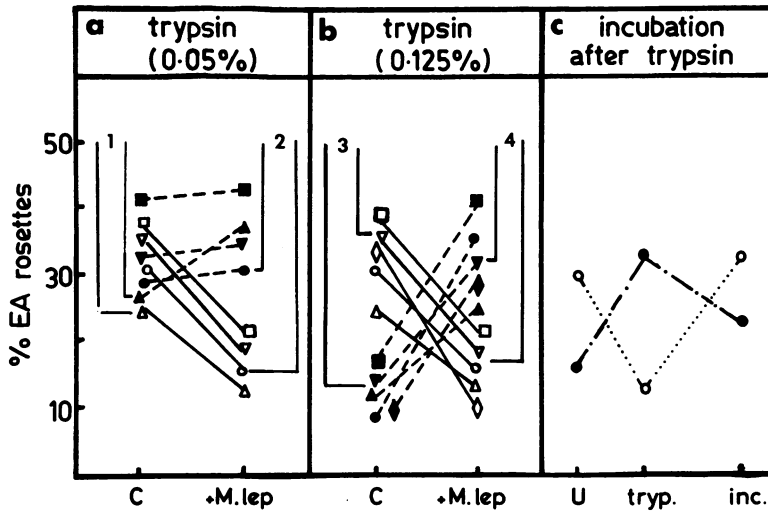 a trypsin
(0·05%)
b trypsin
(0·125%)
c incubation
after trypsin
% EA rosettes
50
30
10
1
2
3
4
C
+M.lep
C
+M.lep
U
tryp.
inc.